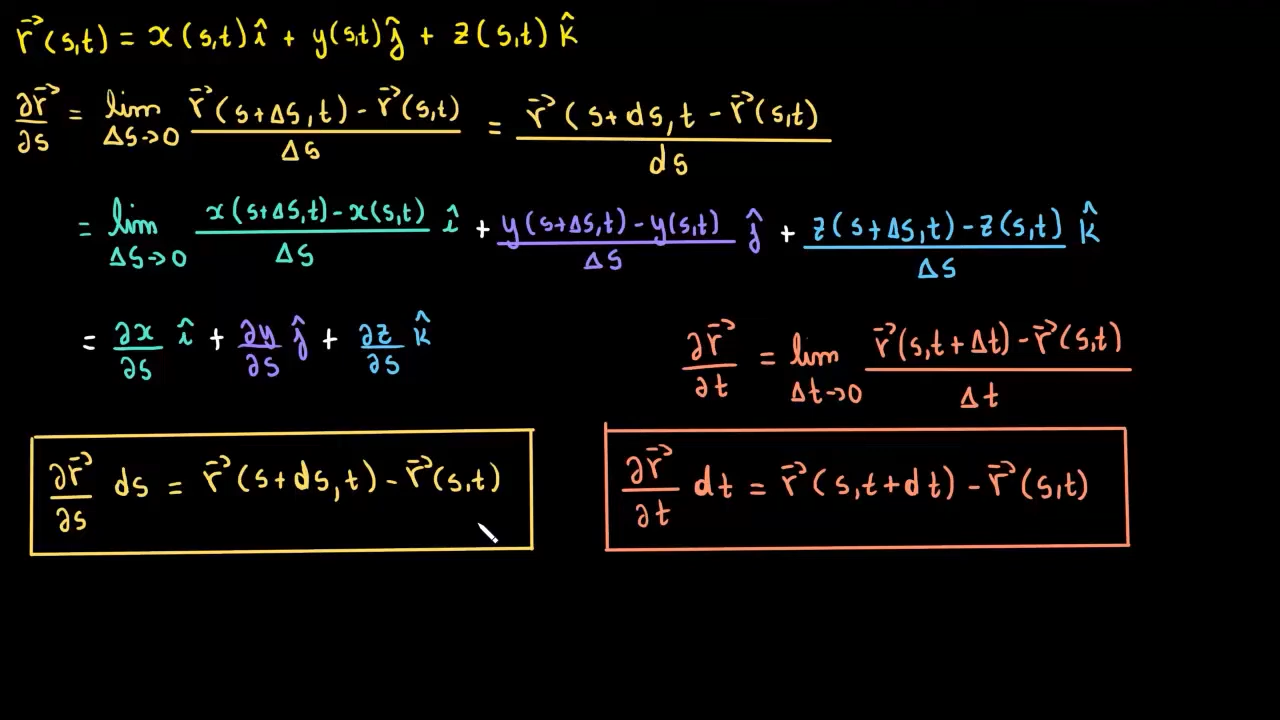 r⃗(s,t) = x(s,t) î + y(s,t) ĵ + z(s,t) k̂
∂r⃗/∂s = lim Δs→0 (r⃗(s+Δs,t) - r⃗(s,t))/Δs = (r⃗(s+ds,t - r⃗(s,t))/ds
= lim Δs→0 (x(s+Δs,t) - x(s,t))/Δs î + (y(s+Δs,t) - y(s,t))/Δs ĵ + (z(s+Δs,t) - z(s,t))/Δs k̂
= ∂x/∂s î + ∂y/∂s ĵ + ∂z/∂s k̂
∂r⃗/∂t = lim Δt→0 (r⃗(s,t+Δt) - r⃗(s,t))/Δt
∂r⃗/∂s ds = r⃗(s+ds,t) - r⃗(s,t)
∂r⃗/∂t dt = r⃗(s,t+dt) - r⃗(s,t)